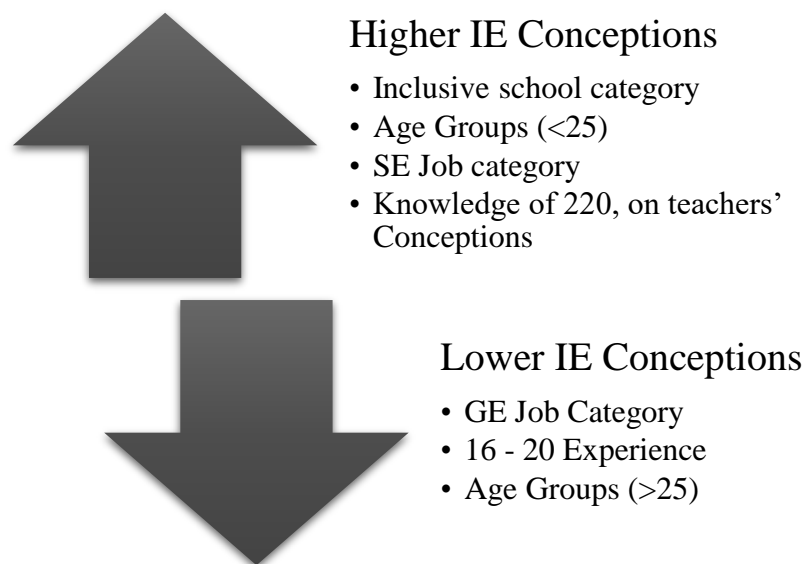 Higher IE Conceptions
• Inclusive school category
• Age Groups (<25)
• SE Job category
• Knowledge of 220, on teachers’
Conceptions
Lower IE Conceptions
• GE Job Category
• 16 - 20 Experience
• Age Groups (>25)